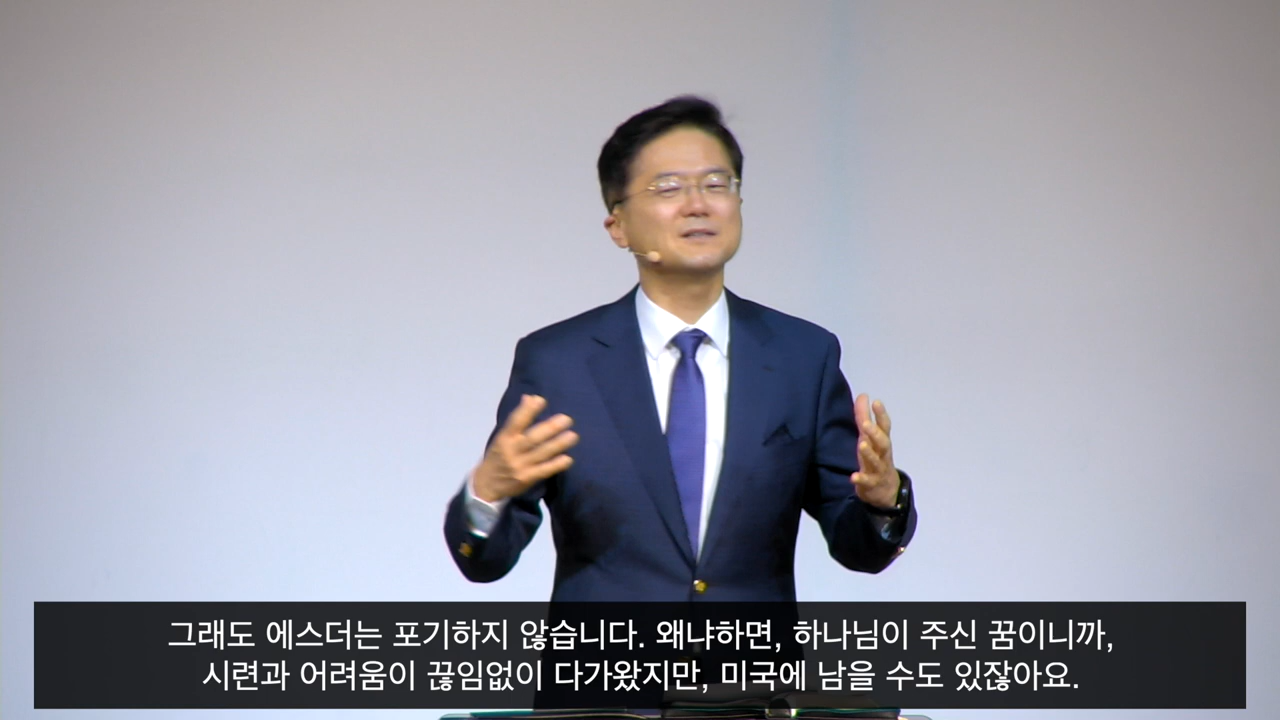 그래도 에스더는 포기하지 않습니다. 왜냐하면, 하나님이 주신 꿈이니까,
시련과 어려움이 끊임없이 다가왔지만, 미국에 남을 수도 있잖아요.